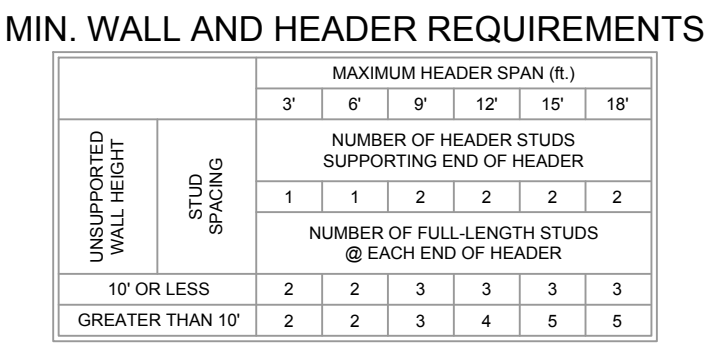 MIN. WALL AND HEADER REQUIREMENTS
MAXIMUM HEADER SPAN (ft.)
3' 6' 9' 12' 15' 18'
UNSUPPORTED
WALL HEIGHT
STUD
SPACING
NUMBER OF HEADER STUDS
SUPPORTING END OF HEADER
1 1 2 2 2 2
NUMBER OF FULL-LENGTH STUDS
@ EACH END OF HEADER
10' OR LESS 2 2 3 3 3 3
GREATER THAN 10' 2 2 3 4 5 5